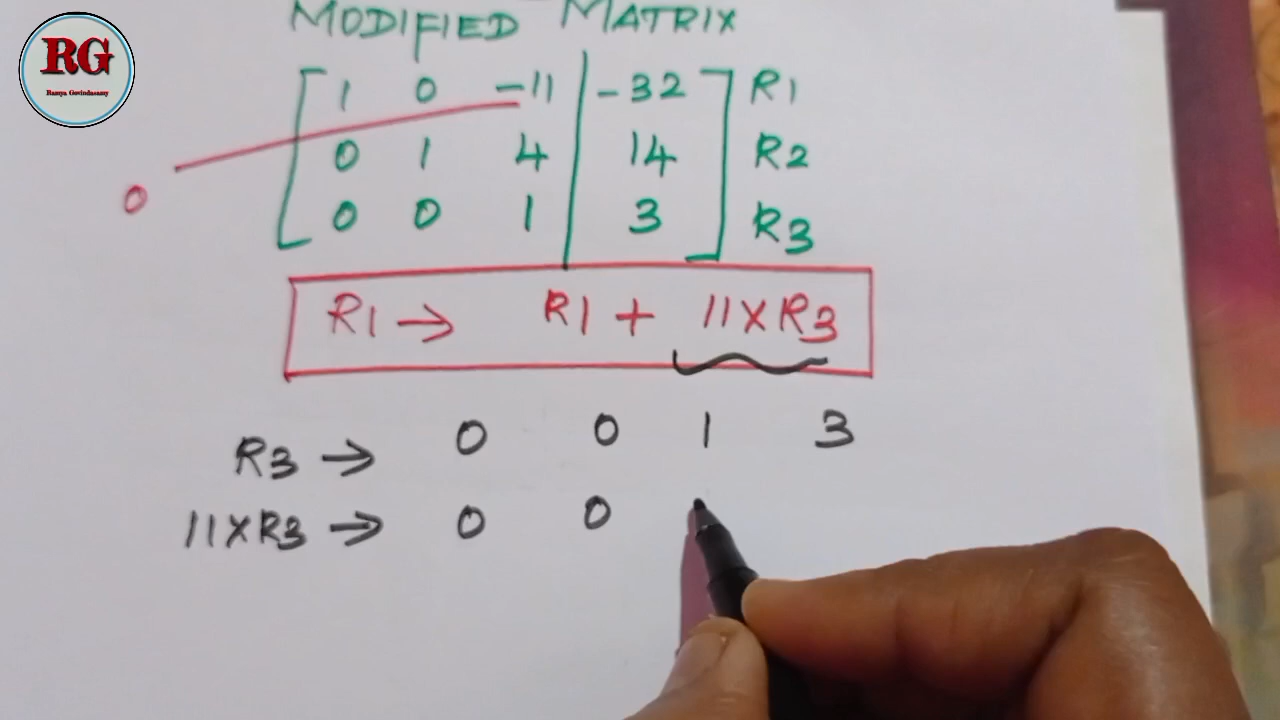 RG
Ramya Govindasamy
MODIFIED MATRIX
1 0 -11 -32 R1
0 1 4 14 R2
0
0 0 1 3 R3
R1 → R1 + 11×R3
R3 → 0 0 1 3
11×R3 → 0 0